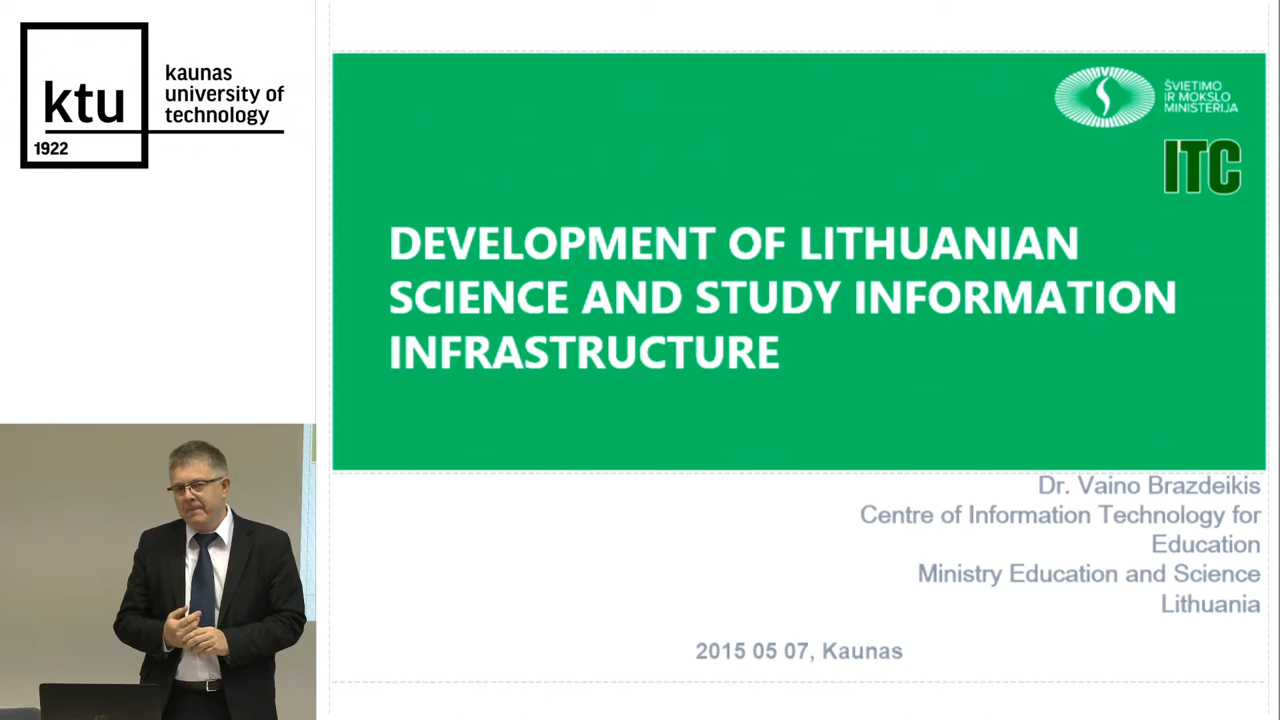 ktu
1922
kaunas
university of
technology
ŠVIETIMO
IR MOKSLO
MINISTERIJA
ITC
DEVELOPMENT OF LITHUANIAN
SCIENCE AND STUDY INFORMATION
INFRASTRUCTURE
Dr. Vaino Brazdeikis
Centre of Information Technology for
Education
Ministry Education and Science
Lithuania
2015 05 07, Kaunas